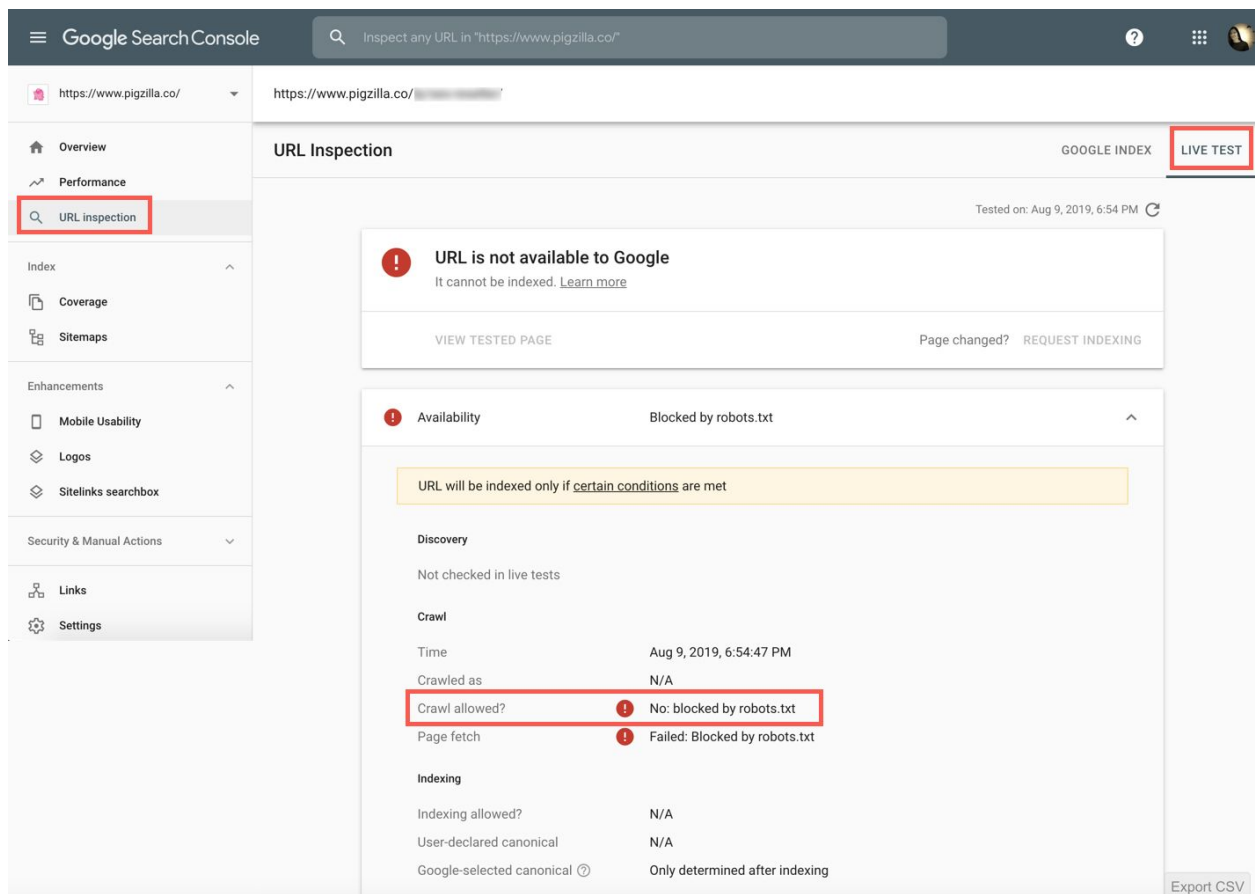 Google Search Console
Inspect any URL in "https://www.pigzilla.co/"
https://www.pigzilla.co/
https://www.pigzilla.co/
Overview
Performance
URL inspection
Index
Coverage
Sitemaps
Enhancements
Mobile Usability
Logos
Sitelinks searchbox
Security & Manual Actions
Links
Settings
URL Inspection
GOOGLE INDEX
LIVE TEST
Tested on: Aug 9, 2019, 6:54 PM
URL is not available to Google
It cannot be indexed. Learn more
VIEW TESTED PAGE
Page changed? REQUEST INDEXING
Availability Blocked by robots.txt
URL will be indexed only if certain conditions are met
Discovery
Not checked in live tests
Crawl
Time Aug 9, 2019, 6:54:47 PM
Crawled as N/A
Crawl allowed? No: blocked by robots.txt
Page fetch Failed: Blocked by robots.txt
Indexing
Indexing allowed? N/A
User-declared canonical N/A
Google-selected canonical Only determined after indexing
Export CSV